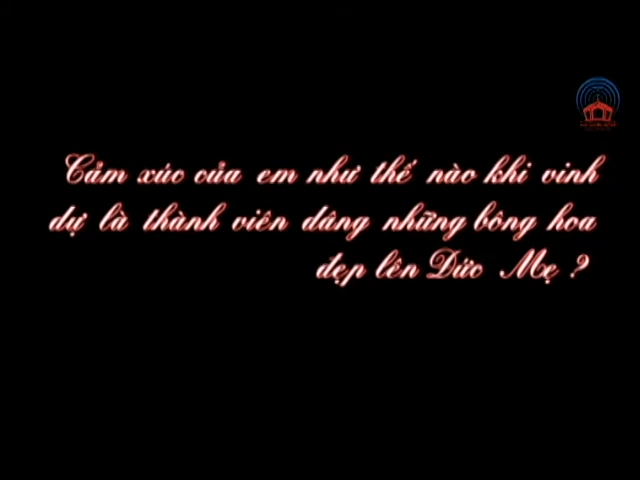 Cảm xúc của em như thế nào khi vinh
dự là thành viên dâng những bông hoa
đẹp lên Đức Mẹ ?